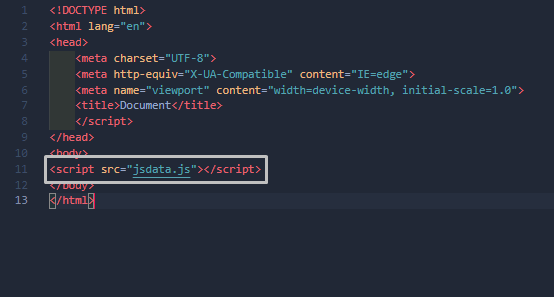 1 <!DOCTYPE html>
2 <html lang="en">
3 <head>
4 <meta charset="UTF-8">
5 <meta http-equiv="X-UA-Compatible" content="IE=edge">
6 <meta name="viewport" content="width=device-width, initial-scale=1.0">
7 <title>Document</title>
8 </script>
9 </head>
10 <body>
11 <script src="jsdata.js"></script>
12 </body>
13 </html>